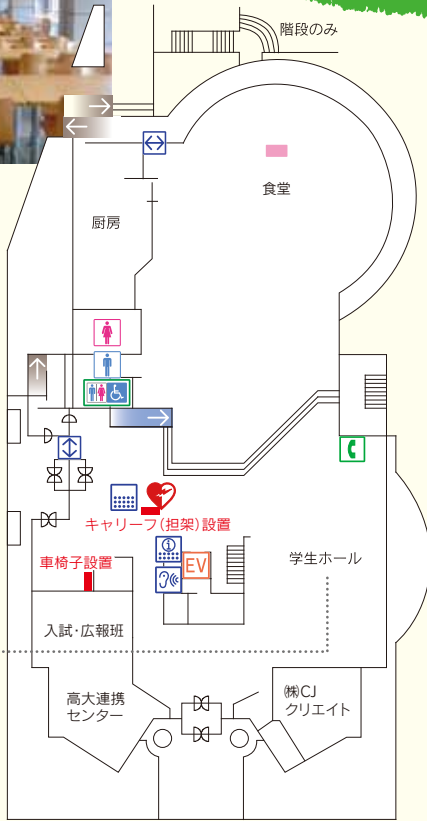 階段のみ
食堂
厨房
キャリーフ(担架)設置
車椅子設置
EV
学生ホール
入試・広報班
高大連携
センター
㈱CJ
クリエイト